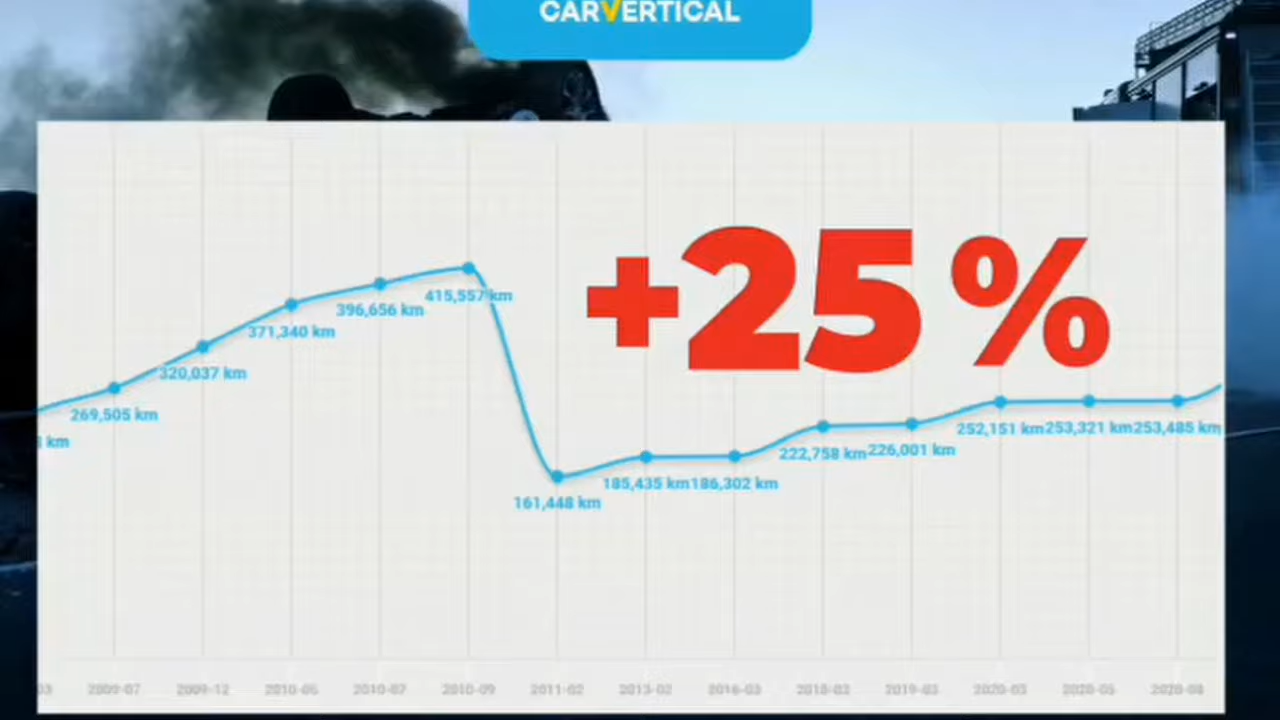 CARVERTICAL
+25%
415,557 km
396,656 km
371,340 km
320,037 km
269,505 km
km
252,151 km
253,321 km
253,485 km
222,758 km
226,001 km
185,435 km
186,302 km
161,448 km
2009-07
2009-12
2010-05
2010-07
2010-09
2011-02
2013-02
2016-03
2018-03
2019-03
2020-03
2020-05
2020-08